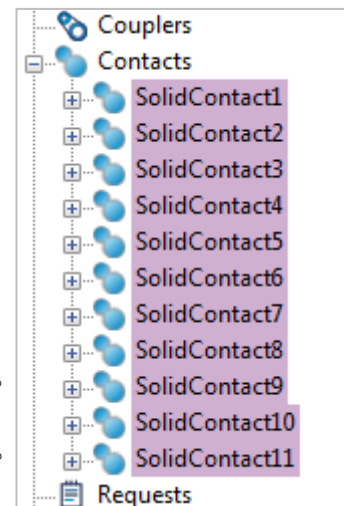 Couplers
Contacts
SolidContact1
SolidContact2
SolidContact3
SolidContact4
SolidContact5
SolidContact6
SolidContact7
SolidContact8
SolidContact9
SolidContact10
SolidContact11
Requests